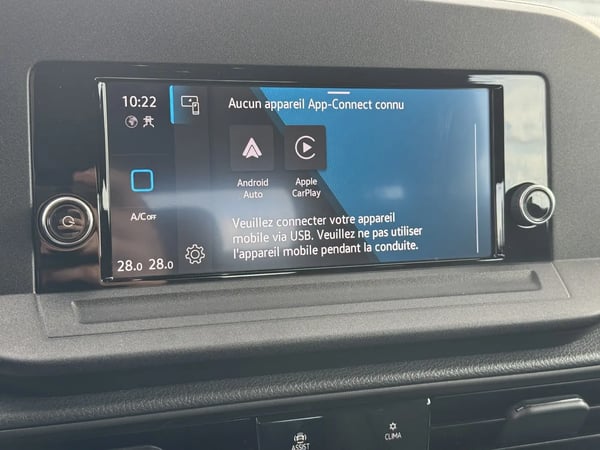 10:22
Aucun appareil App-Connect connu
Android
Auto
Apple
CarPlay
A/C OFF
Veuillez connecter votre appareil
mobile via USB. Veuillez ne pas utiliser
l'appareil mobile pendant la conduite.
28.0 28.0
ASSIST
CLIMA